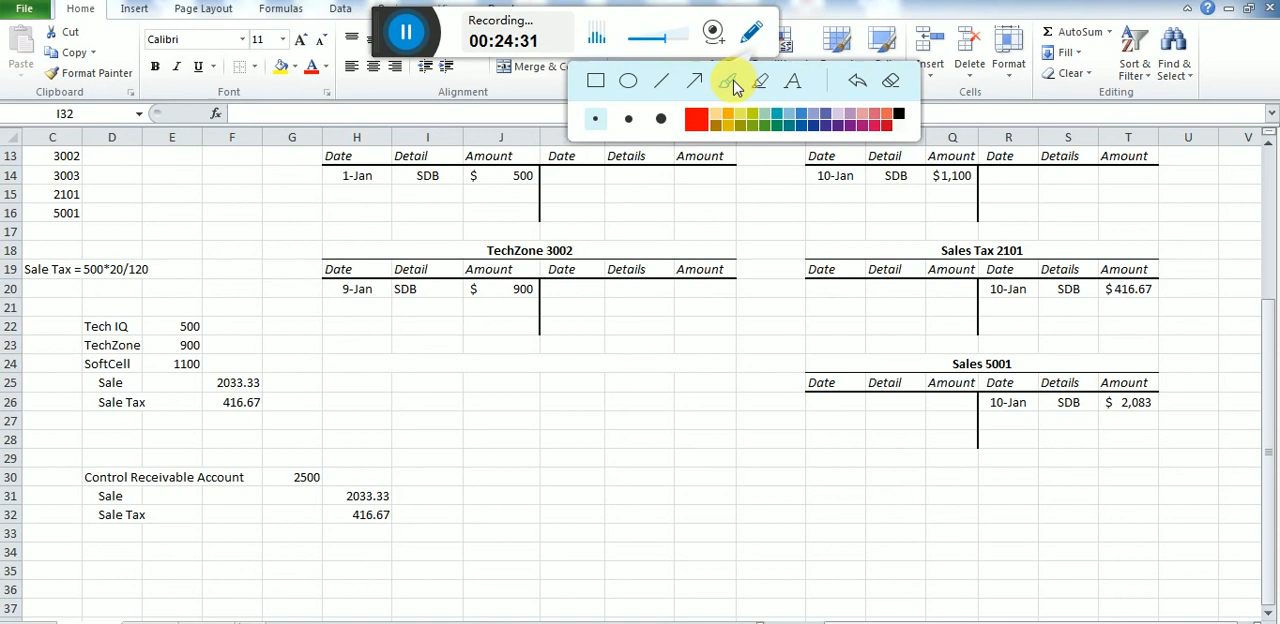 File Home Insert Page Layout Formulas Data
Recording...
00:24:31
Cut
Copy
Format Painter
Paste
Clipboard
Calibri 11
B I U
Font
Merge &
Alignment
Delete Format
Cells
AutoSum
Fill
Clear
Sort & Filter
Find & Select
Editing
I32 fx
C D E F G H I J K L M Q R S T U V
13 3002 Date Detail Amount Date Details Amount Date Detail Amount Date Details Amount
14 3003 1-Jan SDB $ 500 10-Jan SDB $1,100
15 2101
16 5001
17
18 TechZone 3002 Sales Tax 2101
19 Sale Tax = 500*20/120 Date Detail Amount Date Details Amount Date Detail Amount Date Details Amount
20 9-Jan SDB $ 900 10-Jan SDB $ 416.67
21
22 Tech IQ 500
23 TechZone 900
24 SoftCell 1100 Sales 5001
25 Sale 2033.33 Date Detail Amount Date Details Amount
26 Sale Tax 416.67 10-Jan SDB $ 2,083
27
28
29
30 Control Receivable Account 2500
31 Sale 2033.33
32 Sale Tax 416.67
33
34
35
36
37